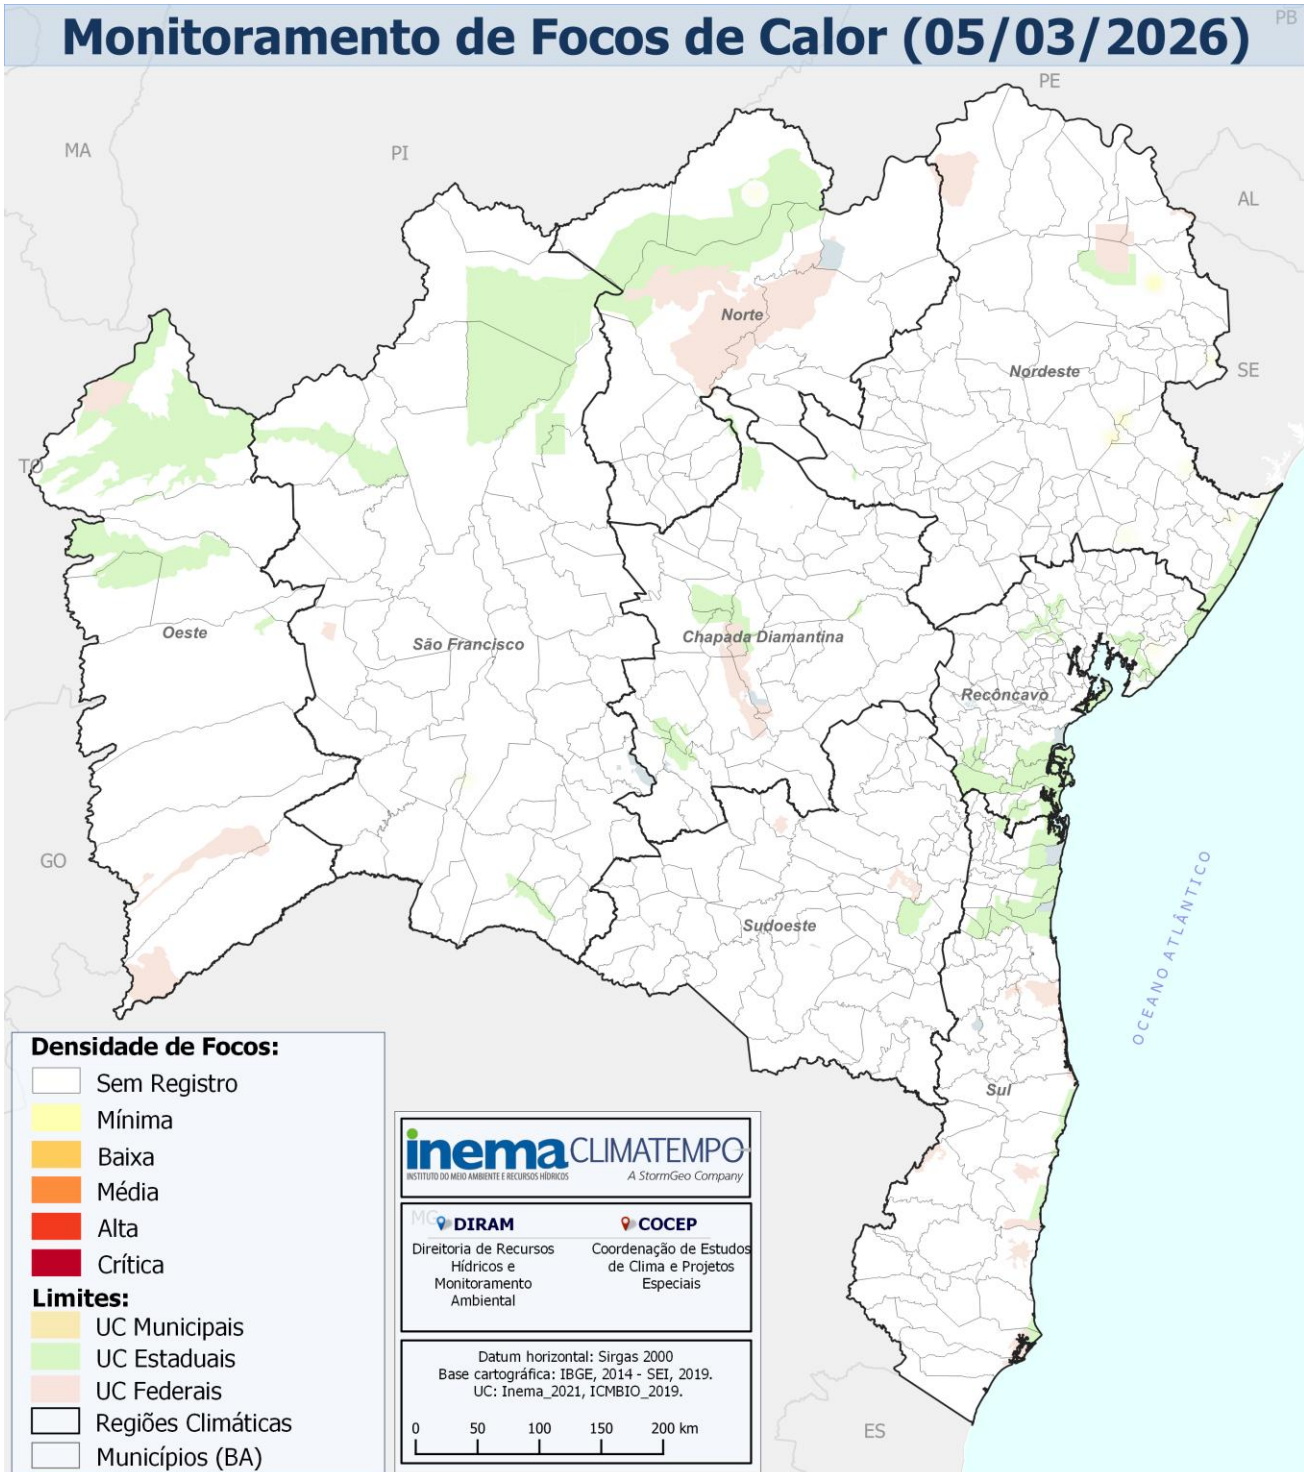 Monitoramento de Focos de Calor (05/03/2026)
PB
PE
MA
PI
AL
Norte
Nordeste
SE
TO
Oeste
São Francisco
Chapada Diamantina
Recôncavo
GO
Sudoeste
OCEANO ATLÂNTICO
Sul
Densidade de Focos:
Sem Registro
Mínima
Baixa
Média
Alta
Crítica
Limites:
UC Municipais
UC Estaduais
UC Federais
Regiões Climáticas
Municípios (BA)
inema
INSTITUTO DO MEIO AMBIENTE E RECURSOS HÍDRICOS
CLIMATEMPO
A StormGeo Company
MG
DIRAM
Direitoria de Recursos
Hídricos e
Monitoramento
Ambiental
COCEP
Coordenação de Estudos
de Clima e Projetos
Especiais
Datum horizontal: Sirgas 2000
Base cartográfica: IBGE, 2014 - SEI, 2019.
UC: Inema_2021, ICMBIO_2019.
0 50 100 150 200 km
ES